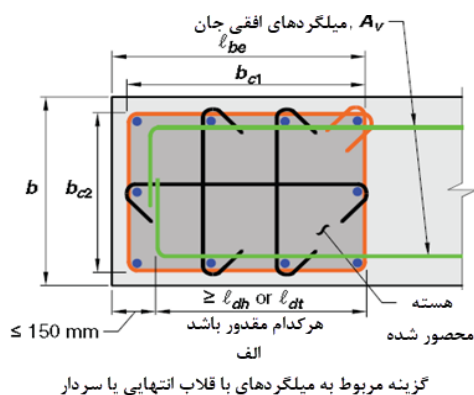 میلگردهای افقی جان , Av
ℓbe
bc1
b
bc2
≥ ℓdh or ℓdt
هرکدام مقدور باشد
≤ 150 mm
الف
هسته
محصور شده
گزینه مربوط به میلگردهای با قلاب انتهایی یا سردار